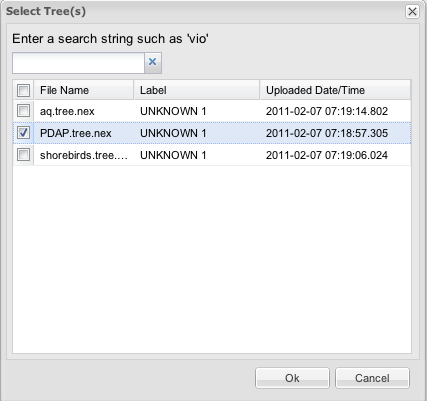 Select Tree(s)
Enter a search string such as 'vio'
File Name Label Uploaded Date/Time
aq.tree.nex UNKNOWN 1 2011-02-07 07:19:14.802
PDAP.tree.nex UNKNOWN 1 2011-02-07 07:18:57.305
shorebirds.tree.... UNKNOWN 1 2011-02-07 07:19:06.024
Ok Cancel